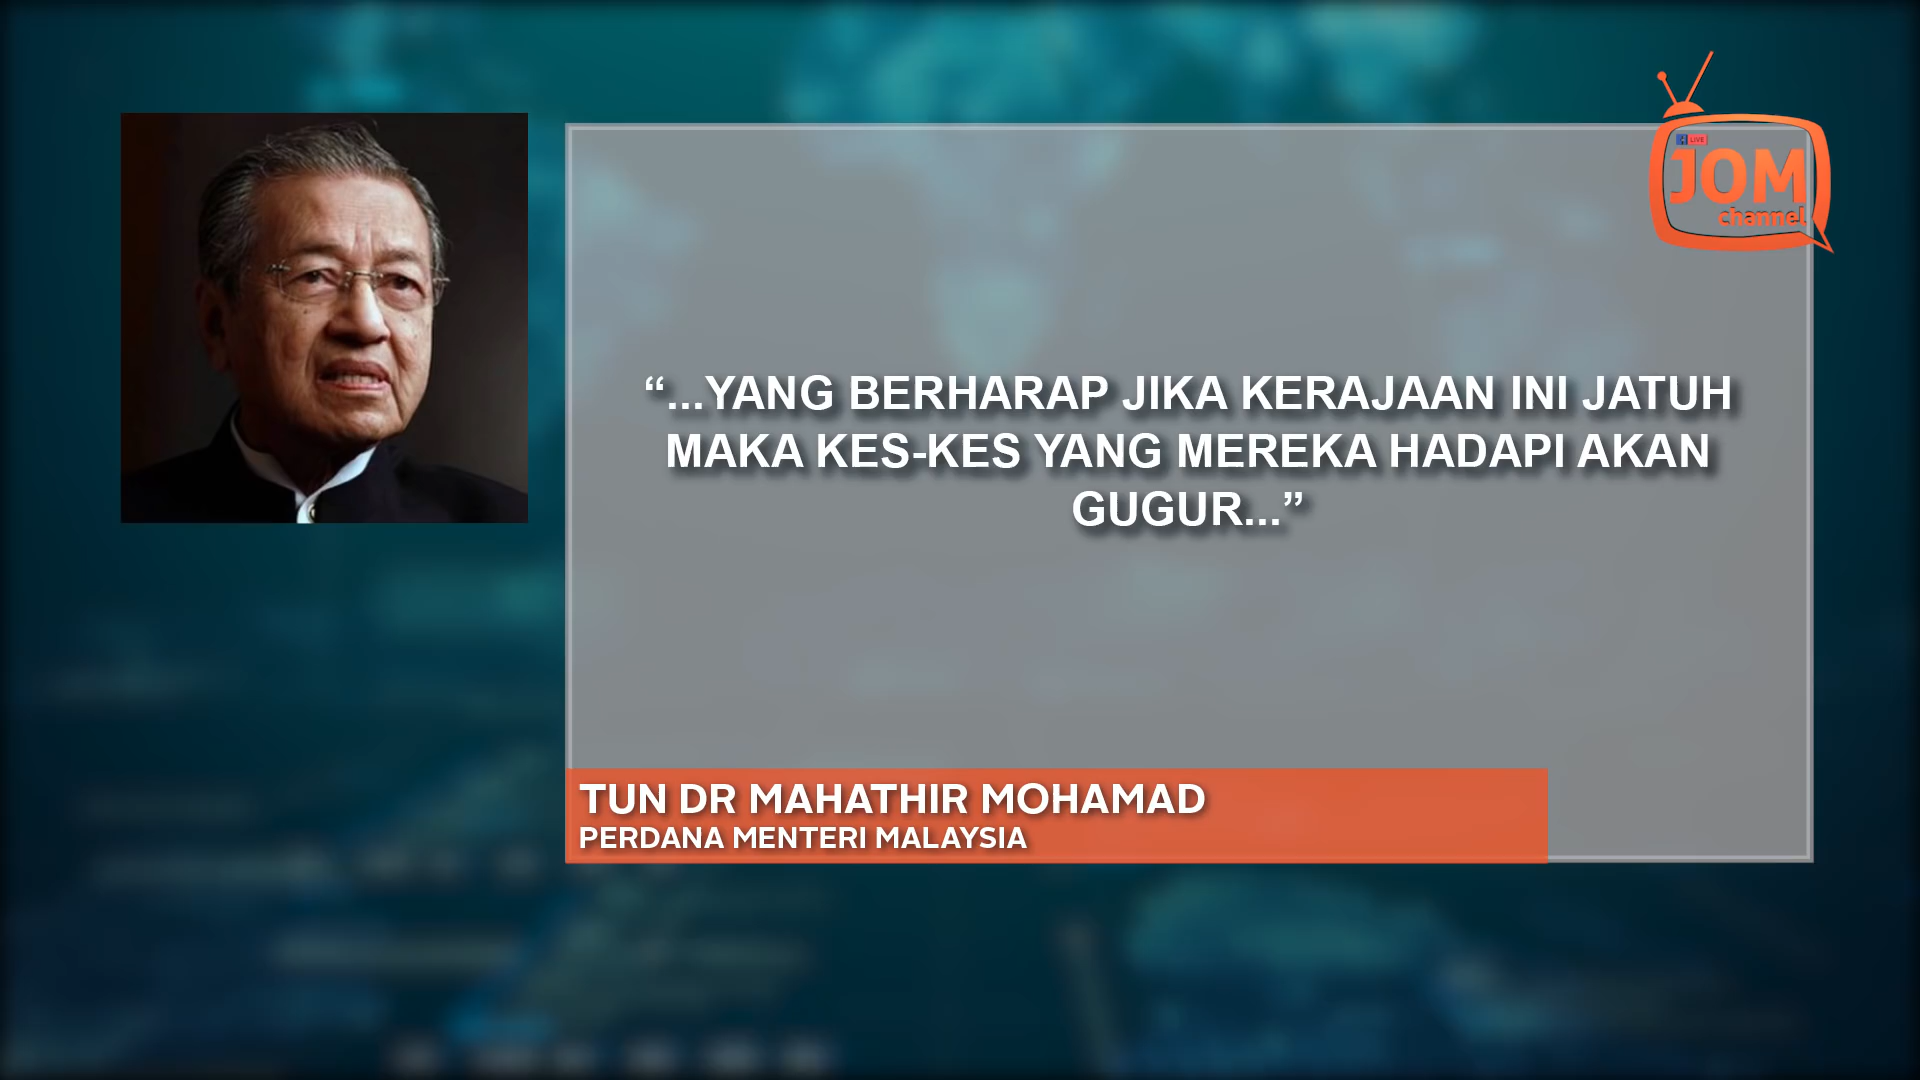 LIVE
JOM
channel
“...YANG BERHARAP JIKA KERAJAAN INI JATUH
MAKA KES-KES YANG MEREKA HADAPI AKAN
GUGUR...”
TUN DR MAHATHIR MOHAMAD
PERDANA MENTERI MALAYSIA